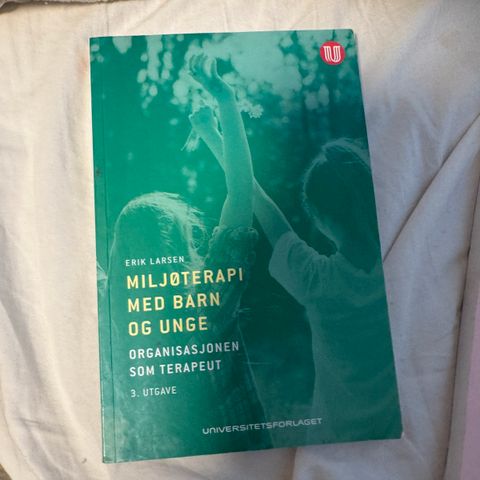 U
ERIK LARSEN
MILJØTERAPI
MED BARN
OG UNGE
ORGANISASJONEN
SOM TERAPEUT
3. UTGAVE
UNIVERSITETSFORLAGET